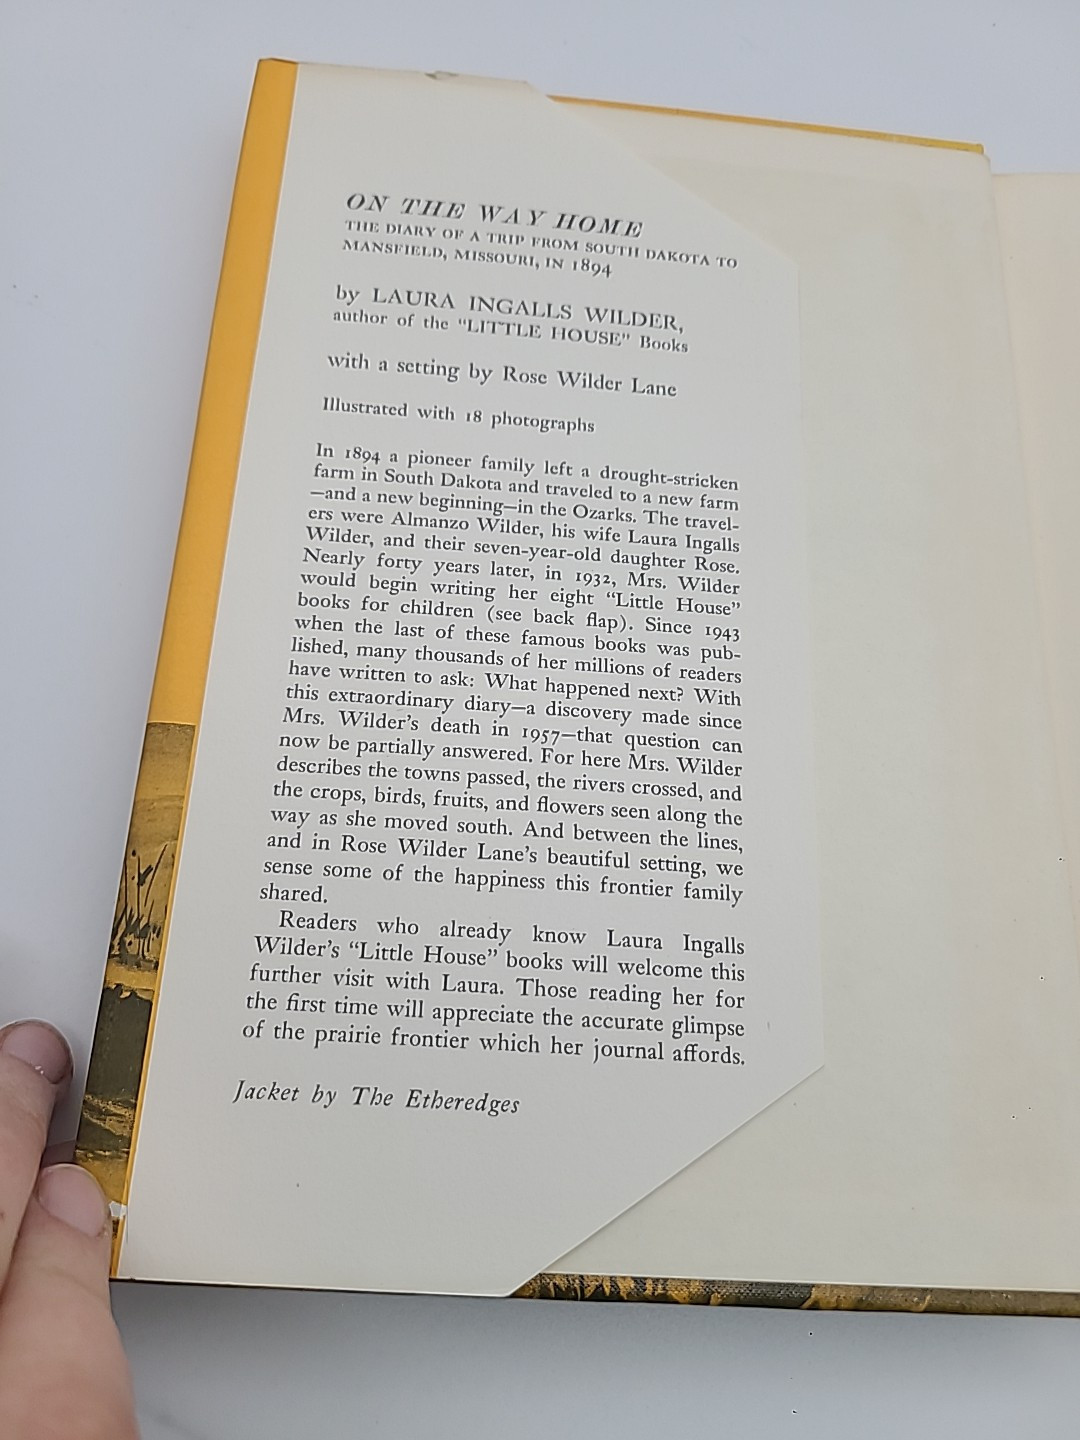 ON THE WAY HOME
THE DIARY OF A TRIP FROM SOUTH DAKOTA TO
MANSFIELD, MISSOURI, IN 1894
by LAURA INGALLS WILDER,
author of the "LITTLE HOUSE" Books
with a setting by Rose Wilder Lane
Illustrated with 18 photographs
In 1894 a pioneer family left a drought-stricken
farm in South Dakota and traveled to a new farm
—and a new beginning—in the Ozarks. The travel-
ers were Almanzo Wilder, his wife Laura Ingalls
Wilder, and their seven-year-old daughter Rose.
Nearly forty years later, in 1932, Mrs. Wilder
would begin writing her eight "Little House"
books for children (see back flap). Since 1943
when the last of these famous books was pub-
lished, many thousands of her millions of readers
have written to ask: What happened next? With
this extraordinary diary—a discovery made since
Mrs. Wilder's death in 1957—that question can
now be partially answered. For here Mrs. Wilder
describes the towns passed, the rivers crossed, and
the crops, birds, fruits, and flowers seen along the
way as she moved south. And between the lines,
and in Rose Wilder Lane's beautiful setting, we
sense some of the happiness this frontier family
shared.
Readers who already know Laura Ingalls
Wilder's "Little House" books will welcome this
further visit with Laura. Those reading her for
the first time will appreciate the accurate glimpse
of the prairie frontier which her journal affords.
Jacket by The Etheredges